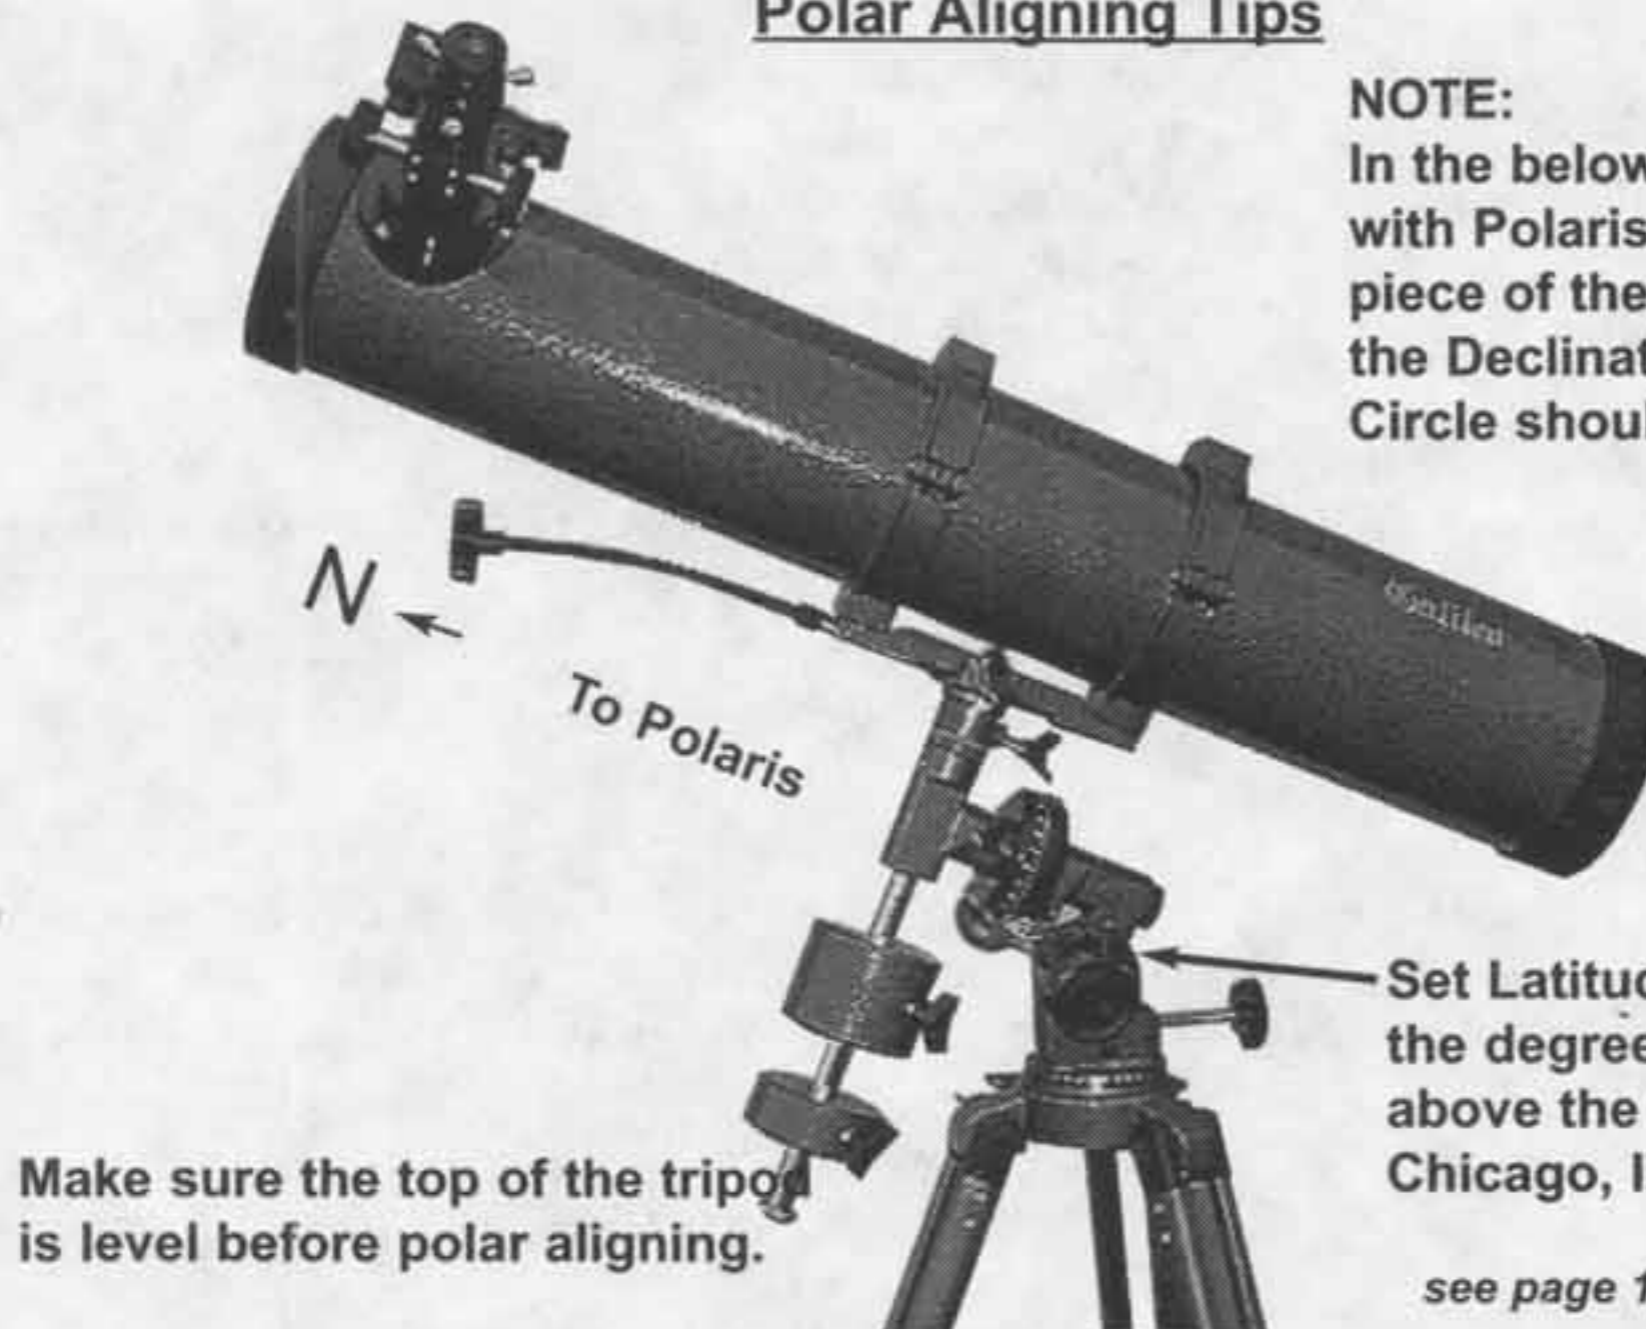 Polar Aligning Tips
NOTE:
In the below
with Polaris
piece of the
the Declinat
Circle shoul
N
To Polaris
Set Latitud
the degree
above the
Chicago, I
Make sure the top of the tripod
is level before polar aligning.
see page 1